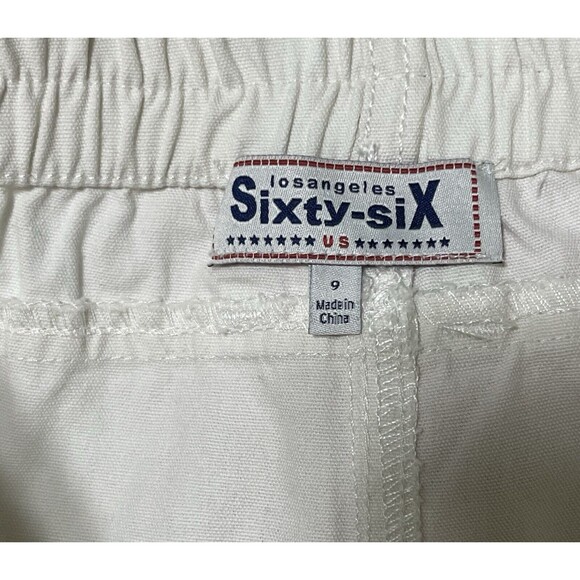 losangeles
Sixty-siX
★★★★★★★ US ★★★★★★★
9
Made in
China